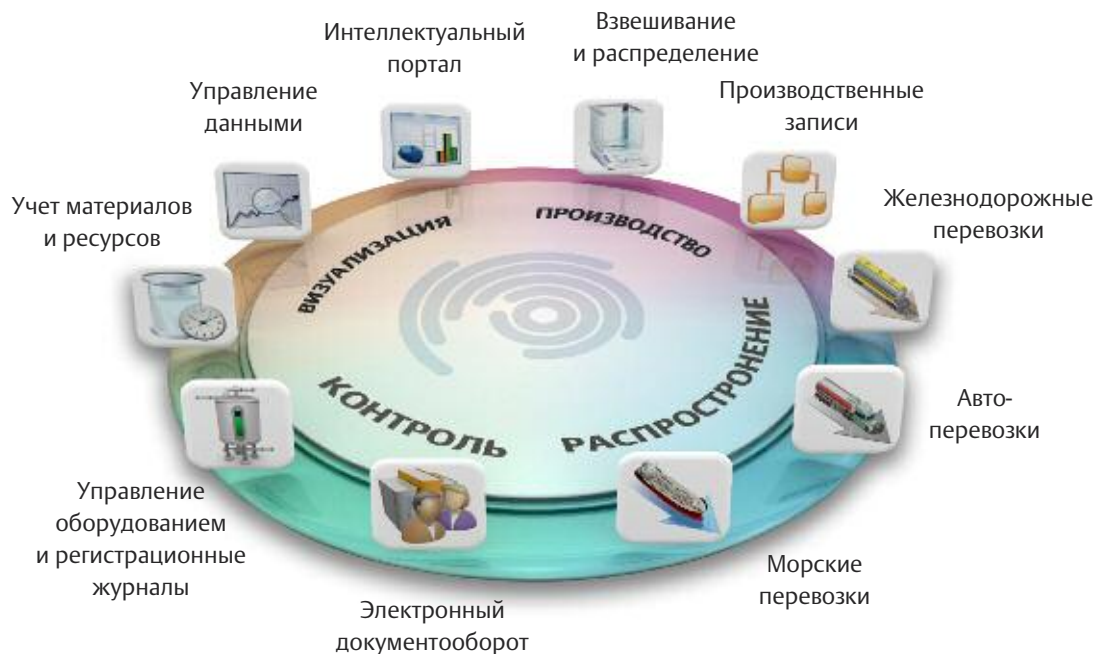 Интеллектуальный
портал
Взвешивание
и распределение
Управление
данными
Производственные
записи
Учет материалов
и ресурсов
Железнодорожные
перевозки
ВИЗУАЛИЗАЦИЯ
ПРОИЗВОДСТВО
КОНТРОЛЬ
РАСПРОСТРОНЕНИЕ
Авто-
перевозки
Управление
оборудованием
и регистрационные
журналы
Морские
перевозки
Электронный
документооборот